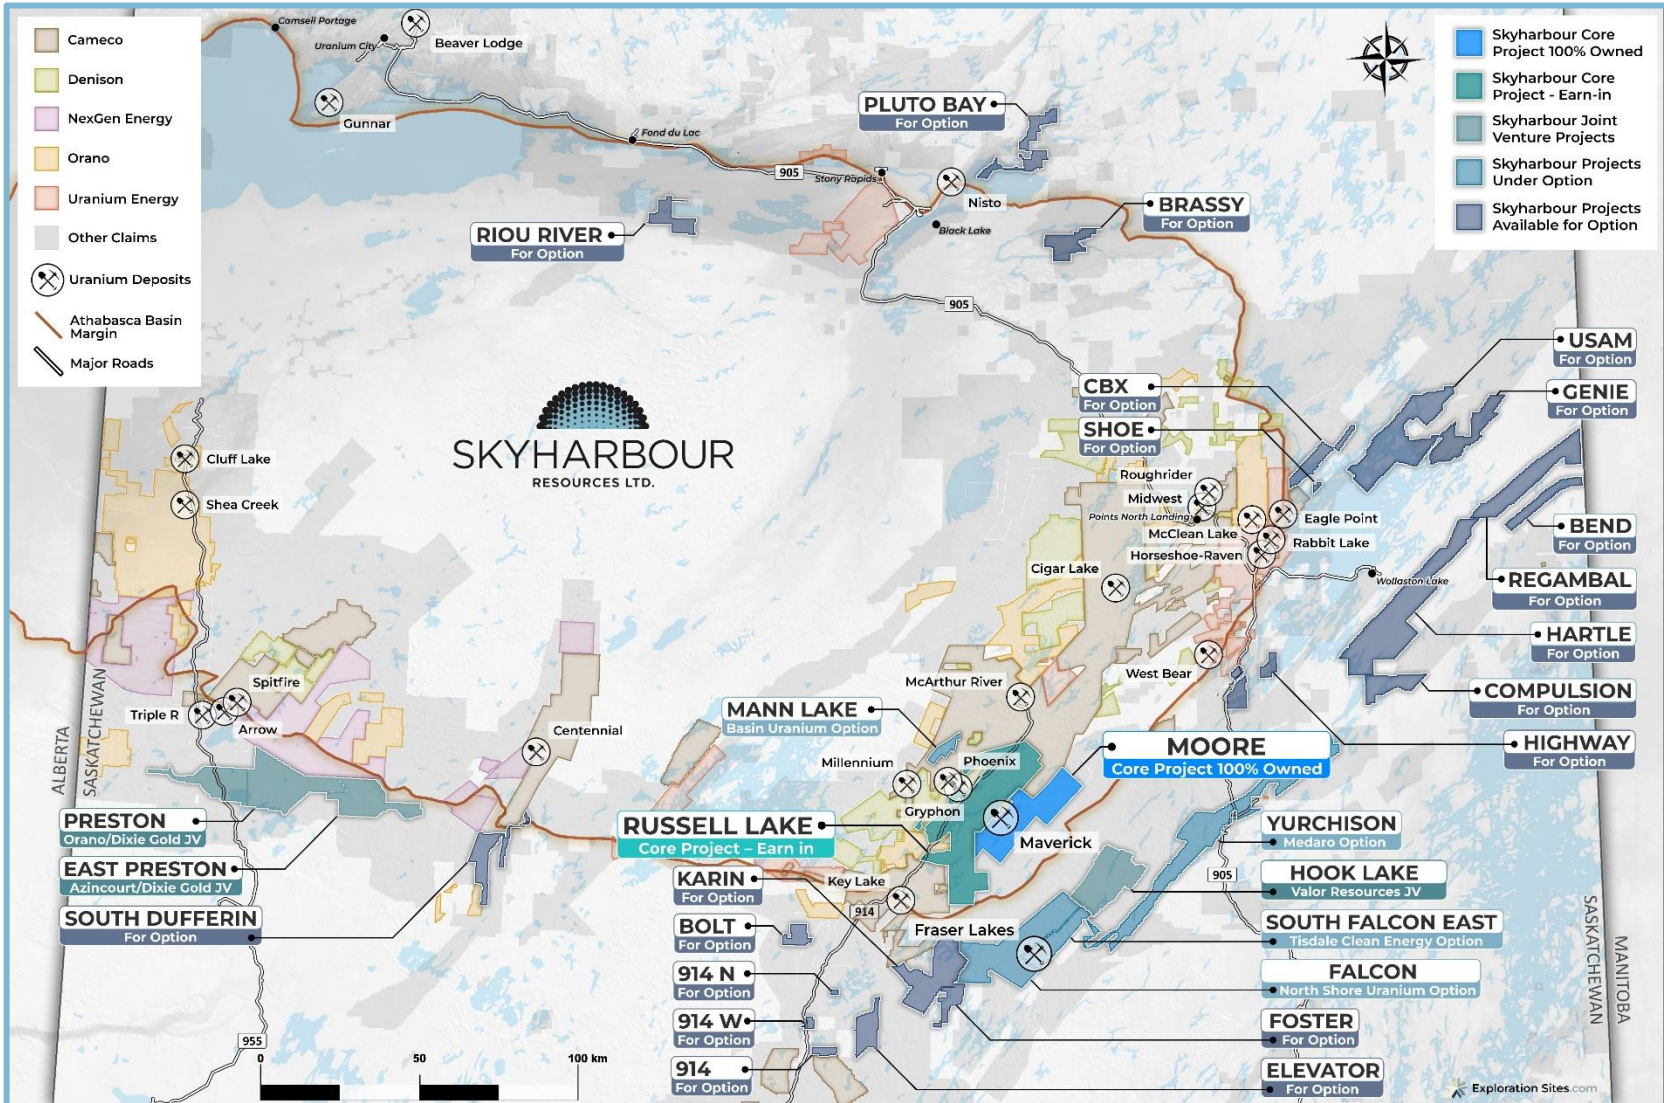 Cameco
Denison
NexGen Energy
Orano
Uranium Energy
Other Claims
Uranium Deposits
Athabasca Basin
Margin
Major Roads
Skyharbour Core
Project 100% Owned
Skyharbour Core
Project - Earn-in
Skyharbour Joint
Venture Projects
Skyharbour Projects
Under Option
Skyharbour Projects
Available for Option
Camsell Portage
Uranium City
Beaver Lodge
Gunnar
Fond du Lac
905
Stony Rapids
PLUTO BAY
For Option
Nisto
Black Lake
BRASSY
For Option
RIOU RIVER
For Option
905
SKYHARBOUR
RESOURCES LTD.
USAM
For Option
GENIE
For Option
CBX
For Option
SHOE
For Option
Cluff Lake
Shea Creek
Roughrider
Midwest
Points North Landing
McClean Lake
Horseshoe-Raven
Eagle Point
Rabbit Lake
Cigar Lake
Wollaston Lake
BEND
For Option
REGAMBAL
For Option
HARTLE
For Option
COMPULSION
For Option
HIGHWAY
For Option
West Bear
McArthur River
Spitfire
Triple R
Arrow
Centennial
ALBERTA
SASKATCHEWAN
MANN LAKE
Basin Uranium Option
Millennium
Phoenix
Gryphon
MOORE
Core Project 100% Owned
Maverick
RUSSELL LAKE
Core Project – Earn in
PRESTON
Orano/Dixie Gold JV
EAST PRESTON
Azincourt/Dixie Gold JV
SOUTH DUFFERIN
For Option
KARIN
For Option
Key Lake
914
BOLT
For Option
914 N
For Option
914 W
For Option
914
For Option
Fraser Lakes
YURCHISON
Medaro Option
905
HOOK LAKE
Valor Resources JV
SOUTH FALCON EAST
Tisdale Clean Energy Option
FALCON
North Shore Uranium Option
FOSTER
For Option
ELEVATOR
For Option
SASKATCHEWAN
MANITOBA
955
0 50 100 km
Exploration Sites.com